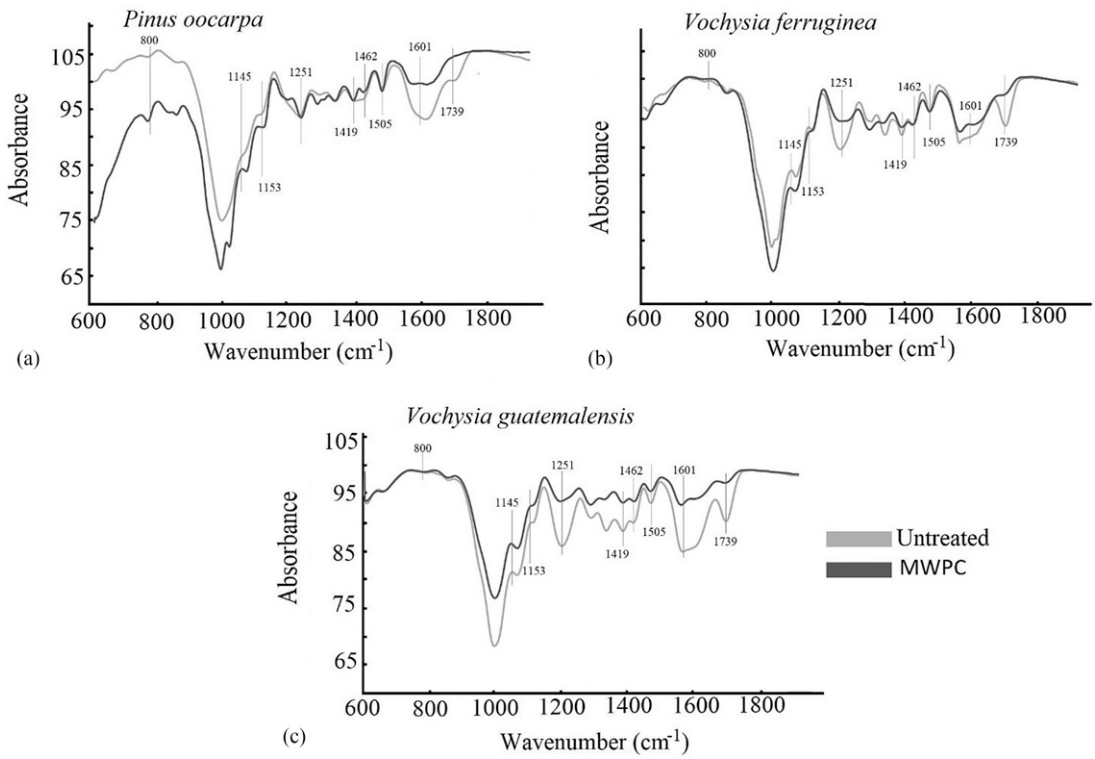 Pinus oocarpa
105
95
85
75
65
Absorbance
800
1145
1153
1251
1419
1462
1505
1601
1739
600 800 1000 1200 1400 1600 1800
Wavenumber (cm-1)
(a)
Vochysia ferruginea
Absorbance
800
1145
1153
1251
1419
1462
1505
1601
1739
600 800 1000 1200 1400 1600 1800
Wavenumber (cm-1)
(b)
Vochysia guatemalensis
105
95
85
75
65
Absorbance
800
1145
1153
1251
1419
1462
1505
1601
1739
600 800 1000 1200 1400 1600 1800
Wavenumber (cm-1)
(c)
Untreated
MWPC